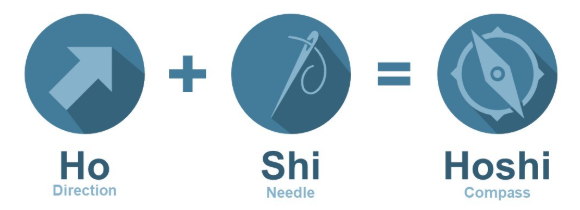 + =
Ho Shi Hoshi
Direction Needle Compass